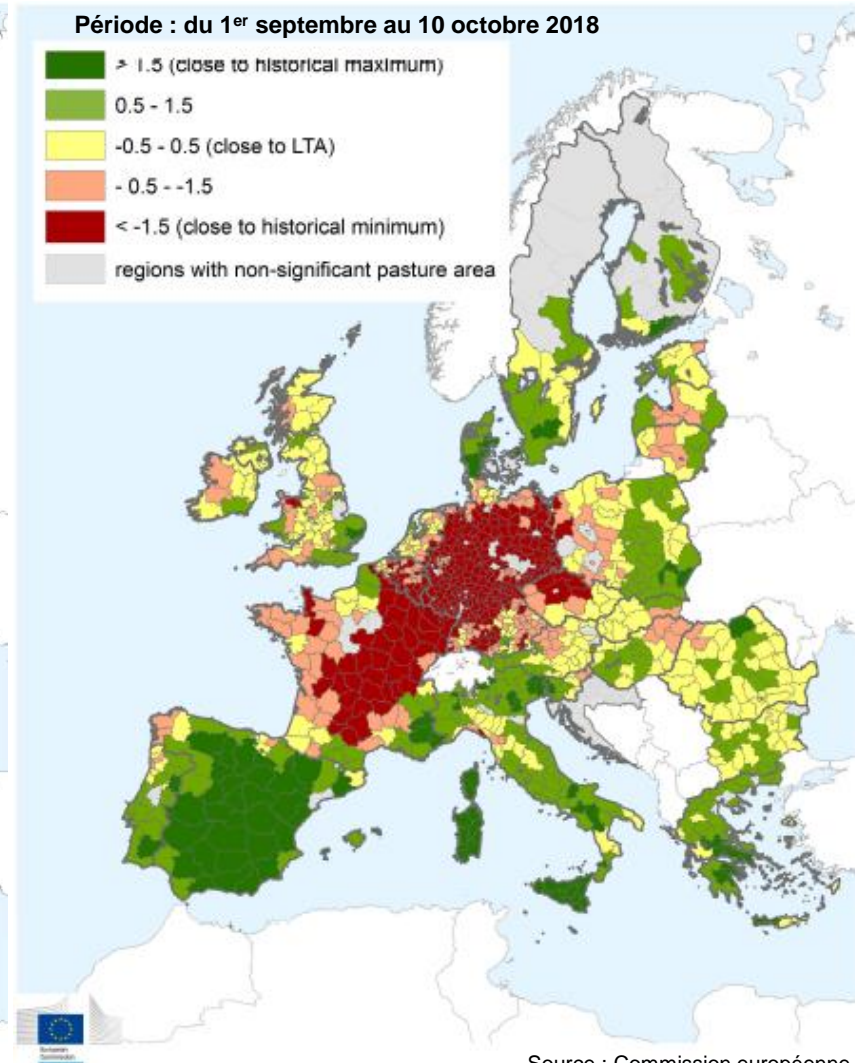 Période : du 1er septembre au 10 octobre 2018
> 1.5 (close to historical maximum)
0.5 - 1.5
-0.5 - 0.5 (close to LTA)
- 0.5 - -1.5
< -1.5 (close to historical minimum)
regions with non-significant pasture area
European
Commission
Source : Commission européenne